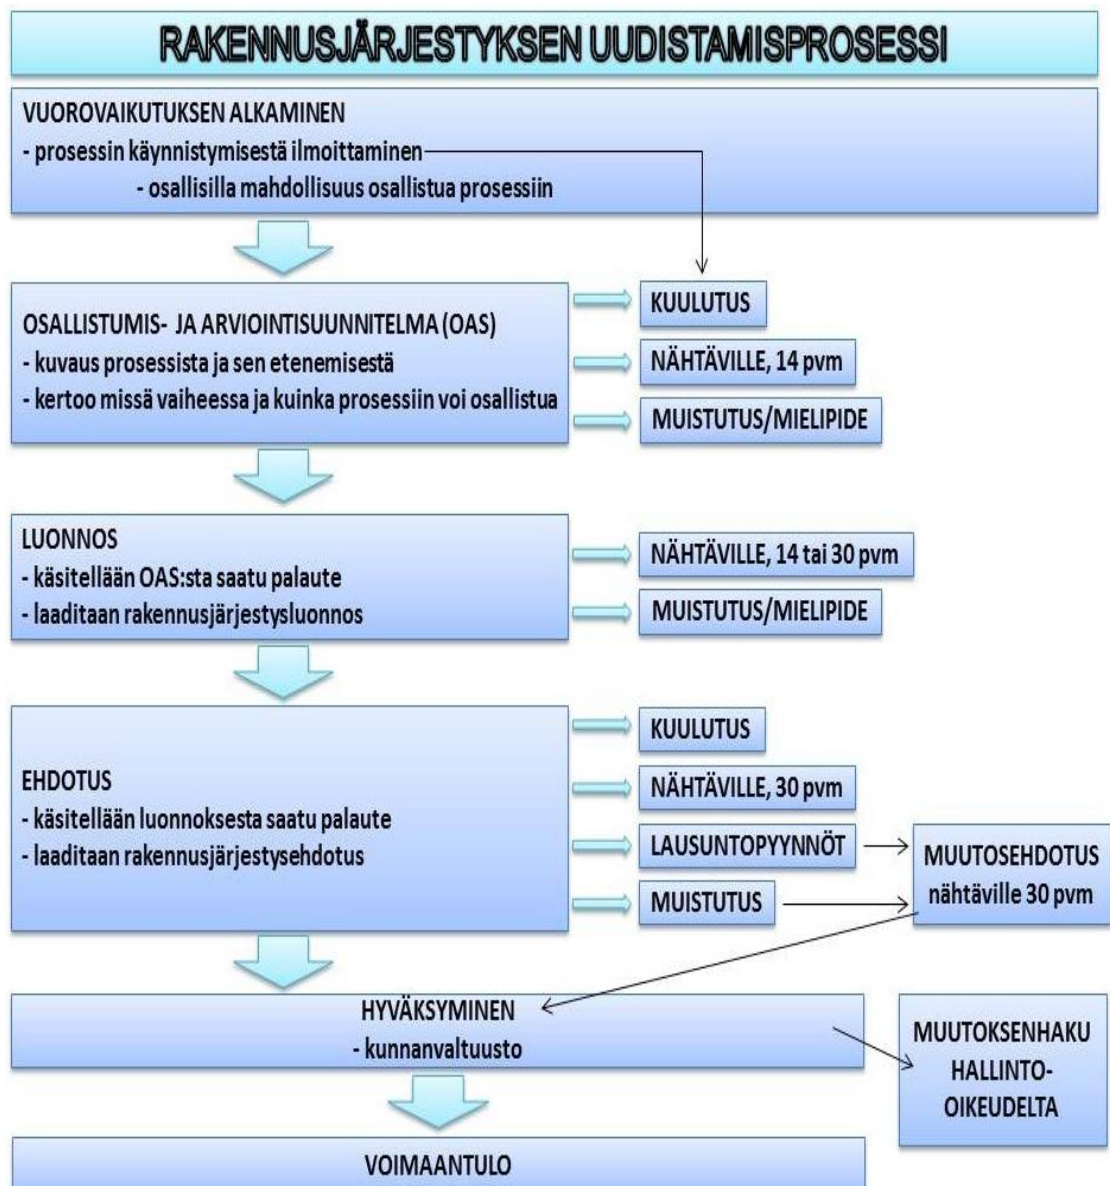 RAKENNUSJÄRJESTYKSEN UUDISTAMISPROSESSI
VUOROVAIKUTUKSEN ALKAMINEN
- prosessin käynnistymisestä ilmoittaminen
- osallisilla mahdollisuus osallistua prosessiin
OSALLISTUMIS- JA ARVIOINTISUUNNITELMA (OAS)
- kuvaus prosessista ja sen etenemisestä
- kertoo missä vaiheessa ja kuinka prosessiin voi osallistua
KUULUTUS
NÄHTÄVILLE, 14 pvm
MUISTUTUS/MIELIPIDE
LUONNOS
- käsitellään OAS:sta saatu palaute
- laaditaan rakennusjärjestysluonnos
NÄHTÄVILLE, 14 tai 30 pvm
MUISTUTUS/MIELIPIDE
EHDOTUS
- käsitellään luonnoksesta saatu palaute
- laaditaan rakennusjärjestysehdotus
KUULUTUS
NÄHTÄVILLE, 30 pvm
LAUSUNTOPYYNNÖT
MUISTUTUS
MUUTOSEHDOTUS
nähtäville 30 pvm
HYVÄKSYMINEN
- kunnanvaltuusto
MUUTOKSENHAKU
HALLINTO-
OIKEUDELTA
VOIMAANTULO